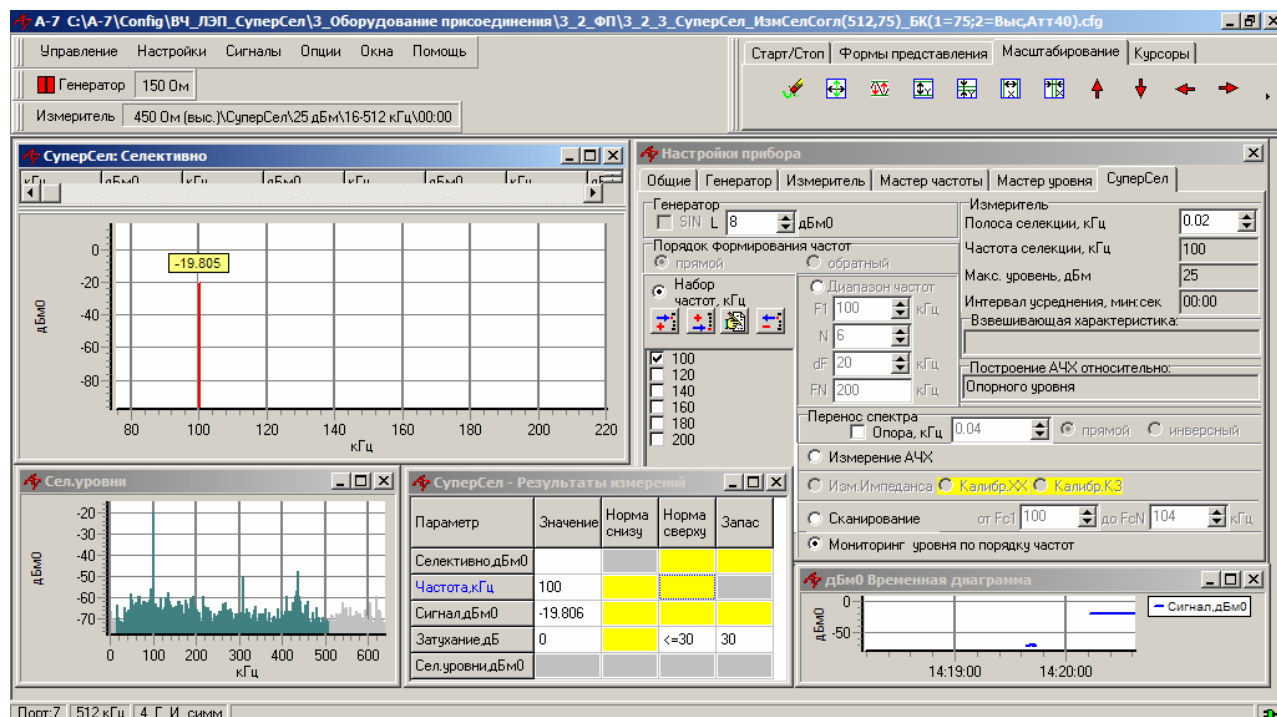 А-7 C:\А-7\Config\ВЧ_ЛЭП_СуперСел\3_Оборудование присоединения\3_2_ФП\3_2_3_СуперСел_ИзмСелСогл(512,75)_БК(1=75;2=Выс,Атт40).cfg
Управление Настройки Сигналы Опции Окна Помощь
Старт/Стоп Формы представления Масштабирование Курсоры
Генератор 150 Ом
Измеритель 450 Ом (выс.)\СуперСел\25 дБм\16-512 кГц\00:00
СуперСел: Селективно
кГц дБм0 кГц дБм0 кГц дБм0 кГц
0
-20
-40
-60
-80
дБм0
-19.805
80 100 120 140 160 180 200 220
кГц
Настройки прибора
Общие Генератор Измеритель Мастер частоты Мастер уровня СуперСел
Генератор
SIN L 8 дБм0
Порядок формирования частот
прямой обратный
Набор частот, кГц
100
120
140
160
180
200
Диапазон частот
F1 100 кГц
N 6
dF 20 кГц
FN 200 кГц
Измеритель
Полоса селекции, кГц 0.02
Частота селекции, кГц 100
Макс. уровень, дБм 25
Интервал усреднения, мин:сек 00:00
Взвешивающая характеристика:
Построение АЧХ относительно:
Опорного уровня
Перенос спектра
Опора, кГц 0.04 прямой инверсный
Измерение АЧХ
Изм.Импеданса Калибр.ХХ Калибр.КЗ
Сканирование от Fc1 100 до FcN 104 кГц
Мониторинг уровня по порядку частот
Сел.уровни
-20
-30
-40
-50
-60
-70
дБм0
0 100 200 300 400 500 600
кГц
СуперСел - Результаты измерений
Параметр Значение Норма снизу Норма сверху Запас
Селективно,дБм0
Частота,кГц 100
Сигнал,дБм0 -19.806
Затухание,дБ 0 <=30 30
Сел.уровни,дБм0
дБм0 Временная диаграмма
0
-50
дБм0
Сигнал,дБм0
14:19:00 14:20:00
Порт:7 512 кГц 4 Г_И_симм